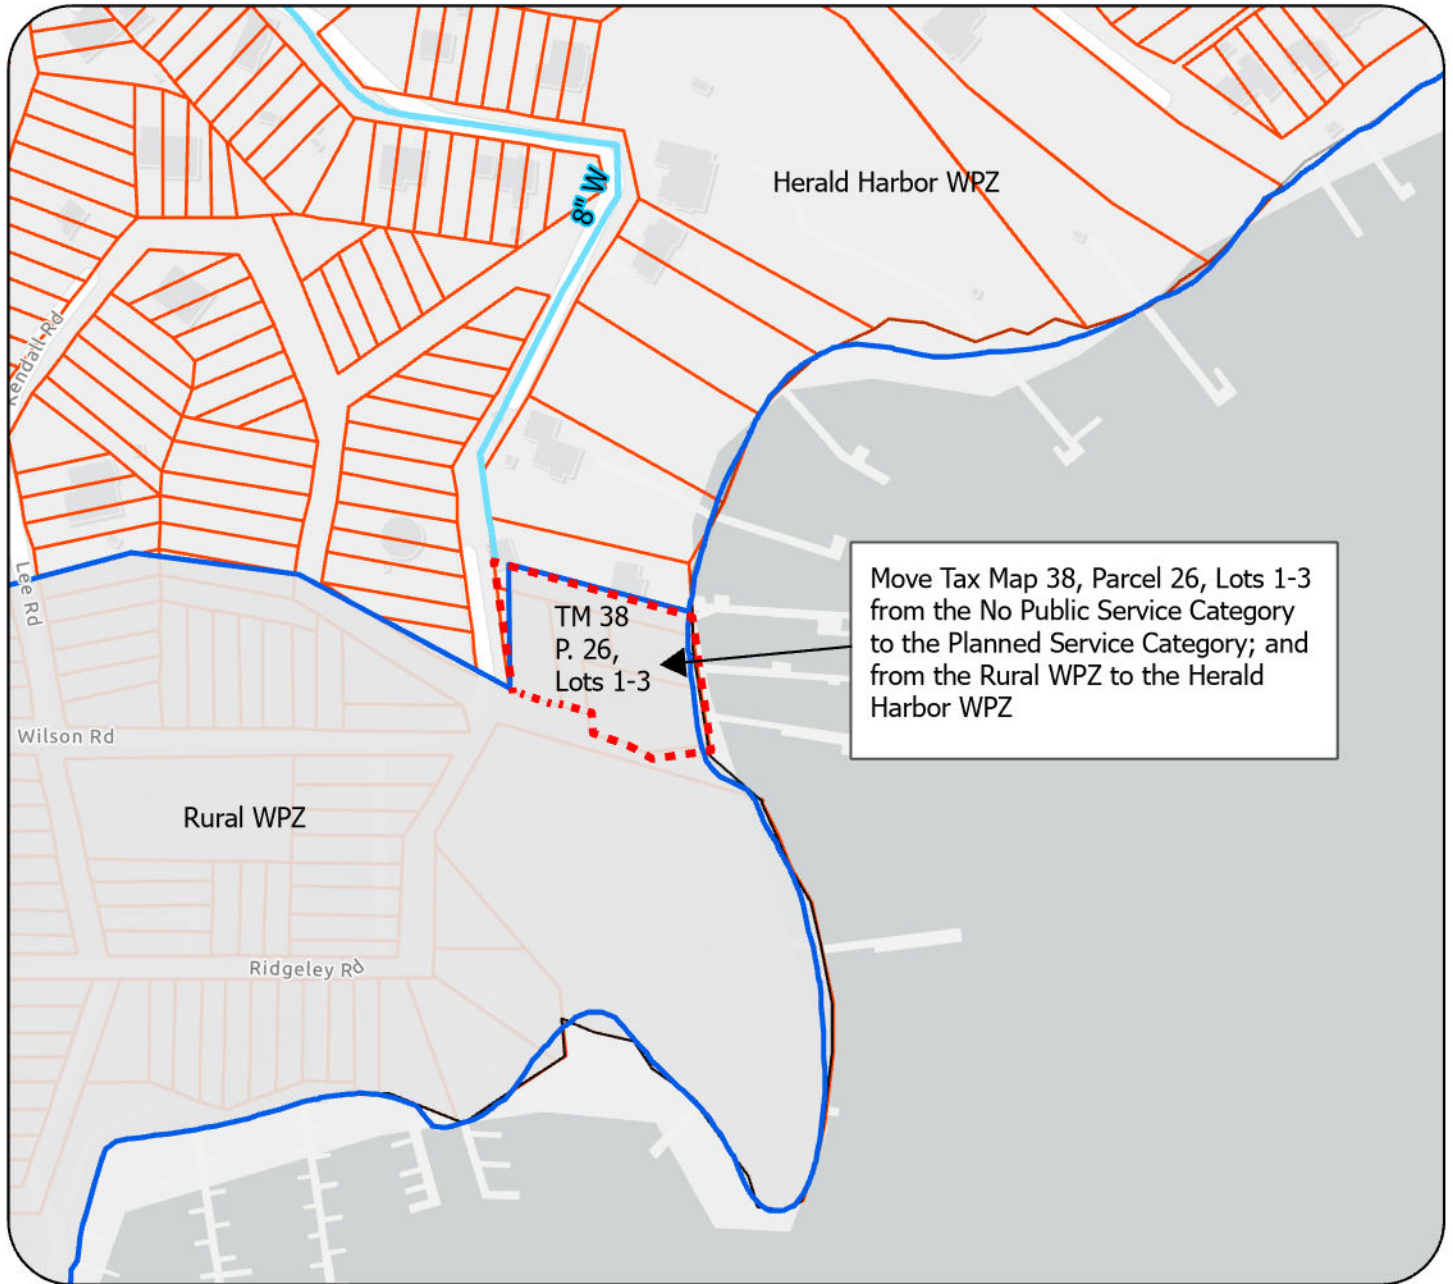 Herald Harbor WPZ
8" W
Kendall Rd
Lee Rd
TM 38
P. 26,
Lots 1-3
Move Tax Map 38, Parcel 26, Lots 1-3
from the No Public Service Category
to the Planned Service Category; and
from the Rural WPZ to the Herald
Harbor WPZ
Wilson Rd
Rural WPZ
Ridgeley Rd